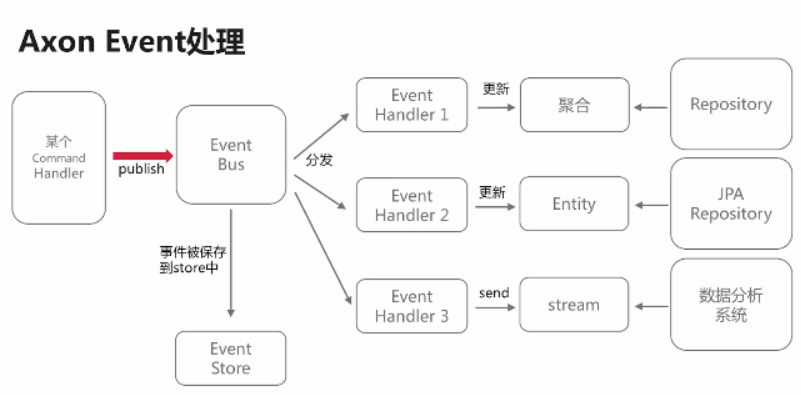 Axon Event处理
某个
Command
Handler
publish
Event
Bus
分发
事件被保存
到store中
Event
Store
Event
Handler 1
更新
聚合
Repository
Event
Handler 2
更新
Entity
JPA
Repository
Event
Handler 3
send
stream
数据分析
系统